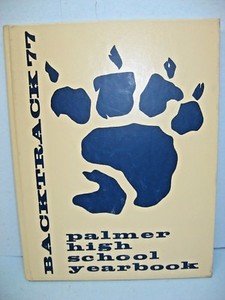 BACKTRACK 77
palmer
high
school
yearbook